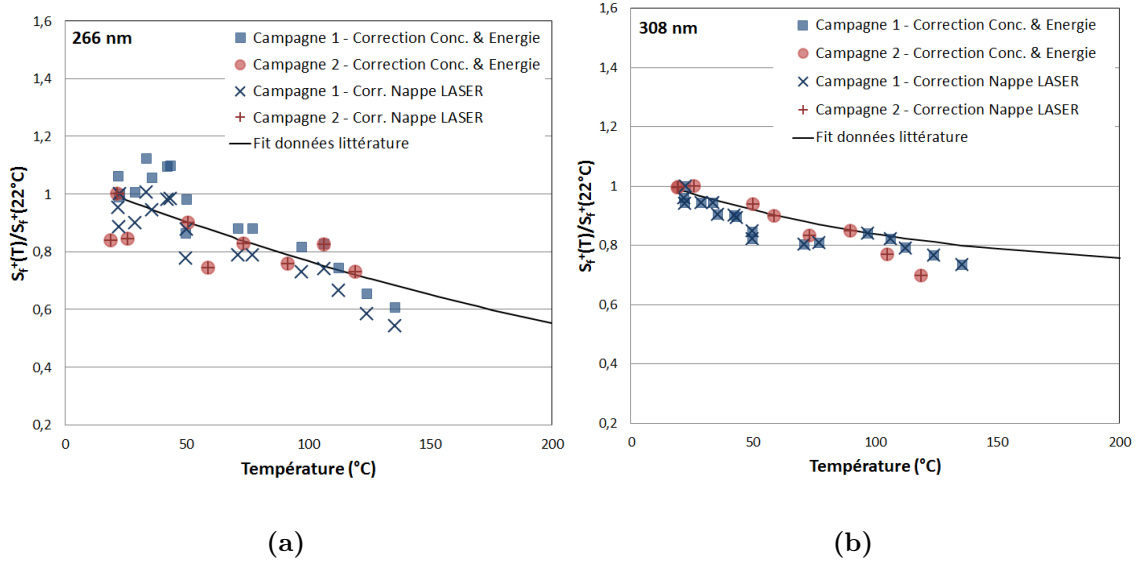 266 nm
Campagne 1 - Correction Conc. & Energie
Campagne 2 - Correction Conc. & Energie
Campagne 1 - Corr. Nappe LASER
Campagne 2 - Corr. Nappe LASER
Fit données littérature
1,6
1,4
1,2
1
0,8
0,6
0,4
0,2
0
50
100
150
200
Sf+(T)/Sf+(22°C)
Température (°C)
(a)
308 nm
Campagne 1 - Correction Conc. & Energie
Campagne 2 - Correction Conc. & Energie
Campagne 1 - Correction Nappe LASER
Campagne 2 - Correction Nappe LASER
Fit données littérature
1,6
1,4
1,2
1
0,8
0,6
0,4
0,2
0
50
100
150
200
Sf+(T)/Sf+(22°C)
Température (°C)
(b)